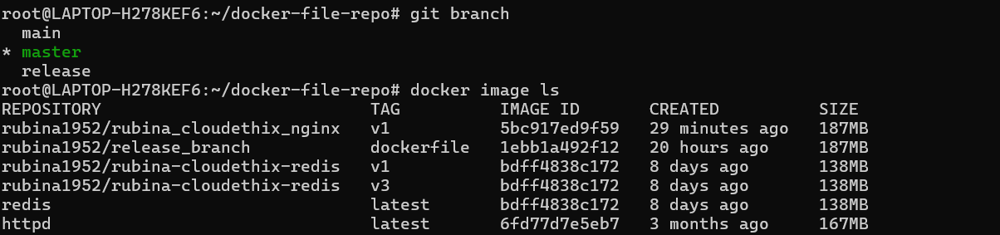 root@LAPTOP-H278KEF6:~/docker-file-repo# git branch
  main
* master
  release
root@LAPTOP-H278KEF6:~/docker-file-repo# docker image ls
REPOSITORY                          TAG          IMAGE ID       CREATED          SIZE
rubina1952/rubina_cloudethix_nginx   v1           5bc917ed9f59   29 minutes ago   187MB
rubina1952/release_branch            dockerfile   1ebb1a492f12   20 hours ago     187MB
rubina1952/rubina-cloudethix-redis   v1           bdff4838c172   8 days ago       138MB
rubina1952/rubina-cloudethix-redis   v3           bdff4838c172   8 days ago       138MB
redis                                latest       bdff4838c172   8 days ago       138MB
httpd                                latest       6fd77d7e5eb7   3 months ago     167MB